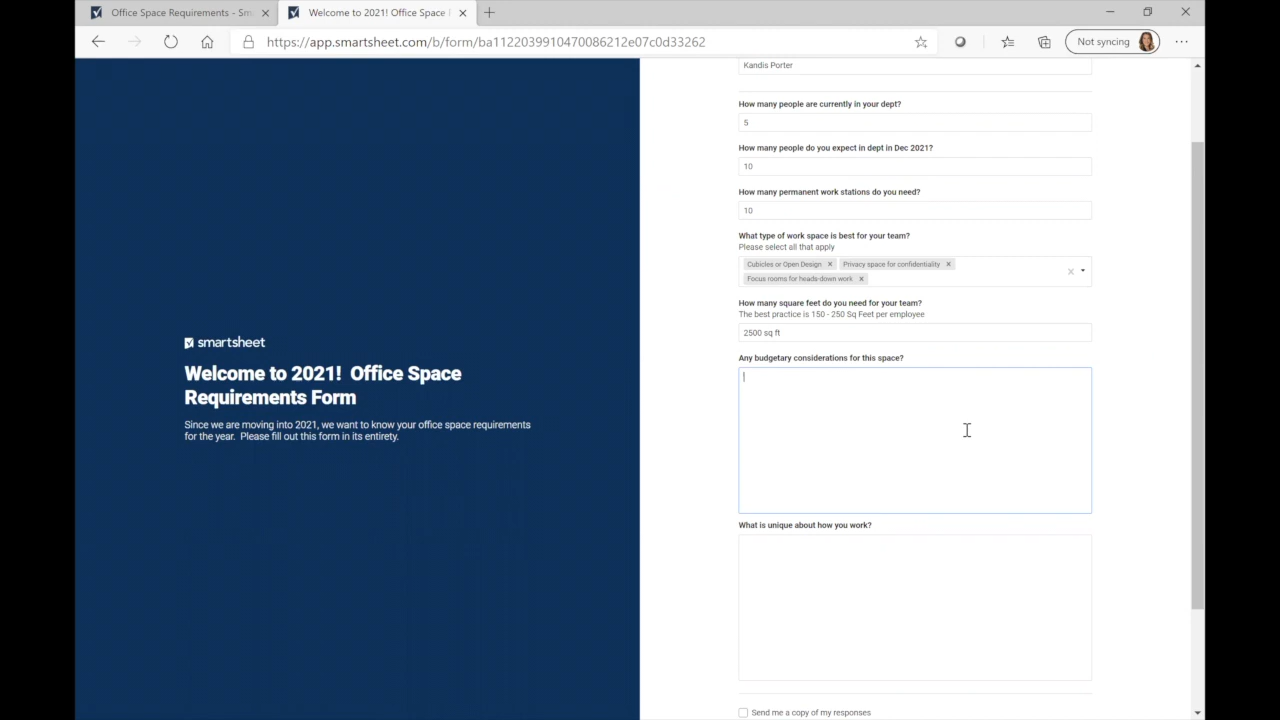 Office Space Requirements - Sm
Welcome to 2021! Office Space
https://app.smartsheet.com/b/form/ba1122039910470086212e07c0d33262
Not syncing
Kandis Porter
How many people are currently in your dept?
5
How many people do you expect in dept in Dec 2021?
10
How many permanent work stations do you need?
10
What type of work space is best for your team?
Please select all that apply
Cubicles or Open Design
Privacy space for confidentiality
Focus rooms for heads-down work
How many square feet do you need for your team?
The best practice is 150 - 250 Sq Feet per employee
2500 sq ft
Any budgetary considerations for this space?
What is unique about how you work?
Send me a copy of my responses
smartsheet
Welcome to 2021! Office Space
Requirements Form
Since we are moving into 2021, we want to know your office space requirements
for the year. Please fill out this form in its entirety.